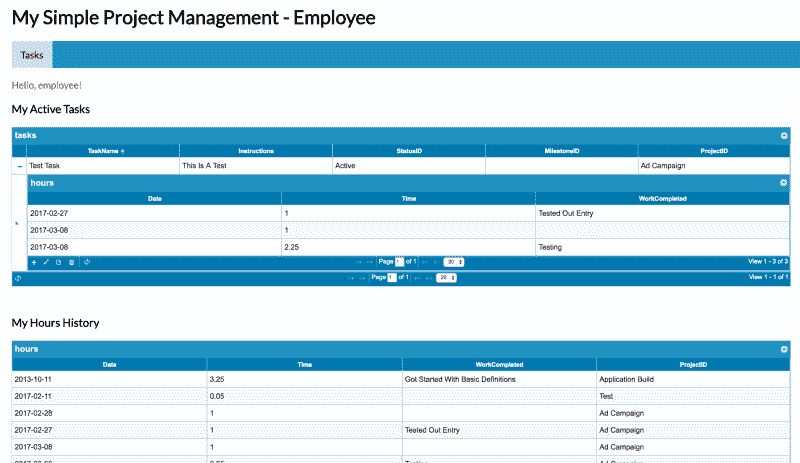 My Simple Project Management - Employee
Tasks
Hello, employee!
My Active Tasks
tasks
TaskName Instructions StatusID MilestoneID ProjectID
Test Task This Is A Test Active Ad Campaign
hours
Date Time WorkCompleted
2017-02-27 1 Tested Out Entry
2017-03-08 1
2017-03-08 2.25 Testing
Page 1 of 1 20 View 1 - 3 of 3
Page 1 of 1 20 View 1 - 1 of 1
My Hours History
hours
Date Time WorkCompleted ProjectID
2013-10-11 3.25 Got Started With Basic Definitions Application Build
2017-02-11 0.05 Test
2017-02-28 1 Ad Campaign
2017-02-27 1 Tested Out Entry Ad Campaign
2017-03-08 1 Ad Campaign